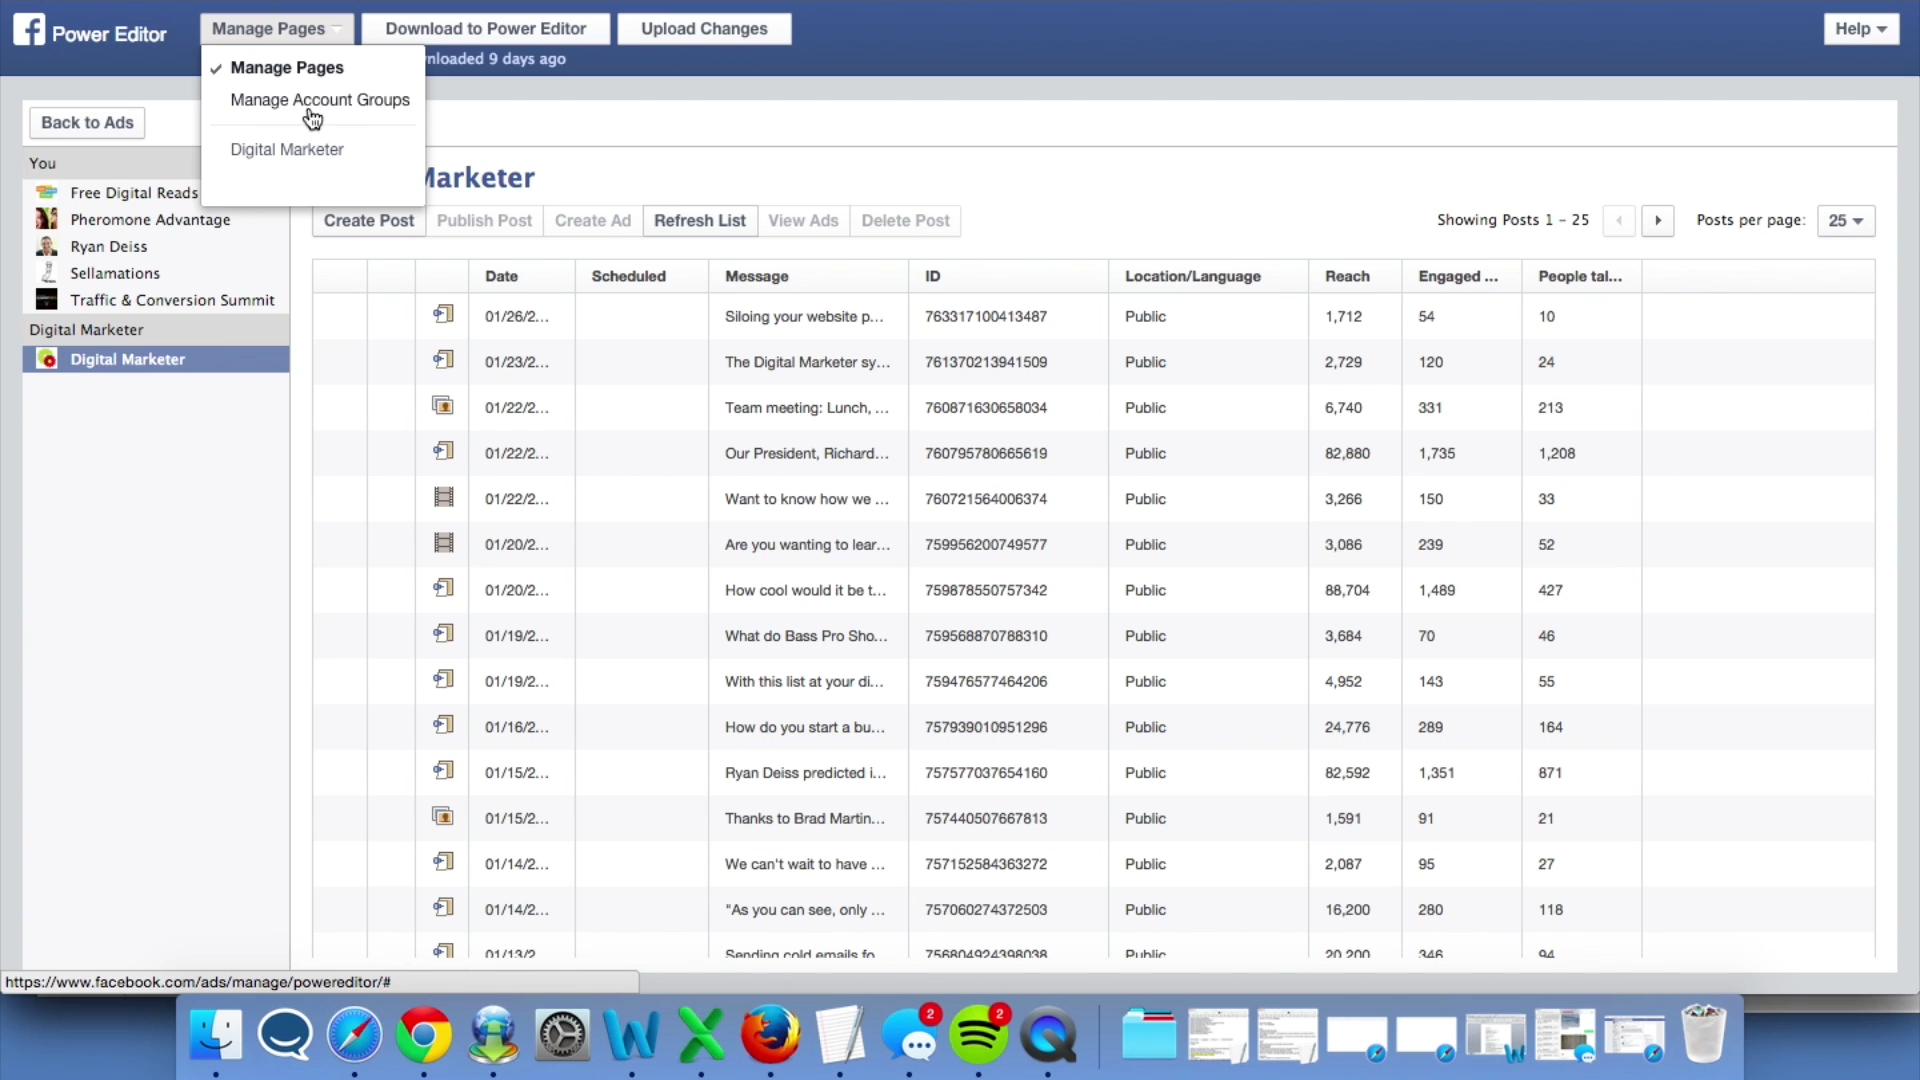 Power Editor
Manage Pages
Download to Power Editor
Upload Changes
Help
nloaded 9 days ago
Manage Pages
Manage Account Groups
Digital Marketer
Back to Ads
You
Free Digital Reads
Pheromone Advantage
Ryan Deiss
Sellamations
Traffic & Conversion Summit
Digital Marketer
Digital Marketer
Marketer
Create Post Publish Post Create Ad Refresh List View Ads Delete Post
Showing Posts 1 - 25 Posts per page: 25
Date Scheduled Message ID Location/Language Reach Engaged ... People tal...
01/26/2... Siloing your website p... 763317100413487 Public 1,712 54 10
01/23/2... The Digital Marketer sy... 761370213941509 Public 2,729 120 24
01/22/2... Team meeting: Lunch, ... 760871630658034 Public 6,740 331 213
01/22/2... Our President, Richard... 760795780665619 Public 82,880 1,735 1,208
01/22/2... Want to know how we ... 760721564006374 Public 3,266 150 33
01/20/2... Are you wanting to lear... 759956200749577 Public 3,086 239 52
01/20/2... How cool would it be t... 759878550757342 Public 88,704 1,489 427
01/19/2... What do Bass Pro Sho... 759568870788310 Public 3,684 70 46
01/19/2... With this list at your di... 759476577464206 Public 4,952 143 55
01/16/2... How do you start a bu... 757939010951296 Public 24,776 289 164
01/15/2... Ryan Deiss predicted i... 757577037654160 Public 82,592 1,351 871
01/15/2... Thanks to Brad Martin... 757440507667813 Public 1,591 91 21
01/14/2... We can't wait to have ... 757152584363272 Public 2,087 95 27
01/14/2... "As you can see, only ... 757060274372503 Public 16,200 280 118
01/13/2 Sending cold emails fo 756804924398038 Public 20,200 346 94
https://www.facebook.com/ads/manage/powereditor/#
2
2